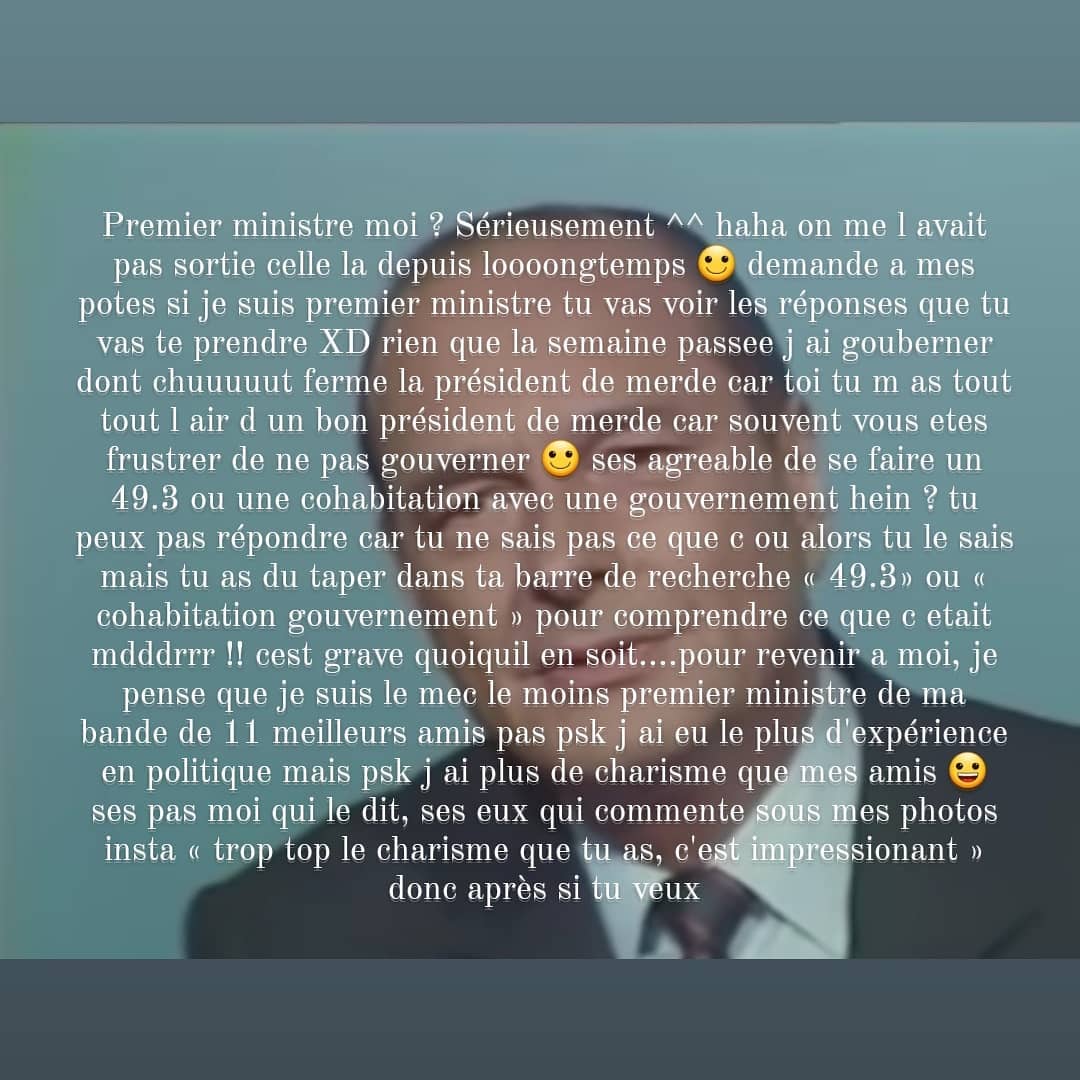 Premier ministre moi ? Sérieusement ^^ haha on me l avait
pas sortie celle la depuis loooongtemps 🙂 demande a mes
potes si je suis premier ministre tu vas voir les réponses que tu
vas te prendre XD rien que la semaine passee j ai gouberner
dont chuuuuut ferme la président de merde car toi tu m as tout
tout l air d un bon président de merde car souvent vous etes
frustrer de ne pas gouverner 🙂 ses agreable de se faire un
49.3 ou une cohabitation avec une gouvernement hein ? tu
peux pas répondre car tu ne sais pas ce que c ou alors tu le sais
mais tu as du taper dans ta barre de recherche « 49.3» ou «
cohabitation gouvernement » pour comprendre ce que c etait
mdddrrr !! cest grave quoiquil en soit....pour revenir a moi, je
pense que je suis le mec le moins premier ministre de ma
bande de 11 meilleurs amis pas psk j ai eu le plus d'expérience
en politique mais psk j ai plus de charisme que mes amis 😀
ses pas moi qui le dit, ses eux qui commente sous mes photos
insta « trop top le charisme que tu as, c'est impressionant »
donc après si tu veux